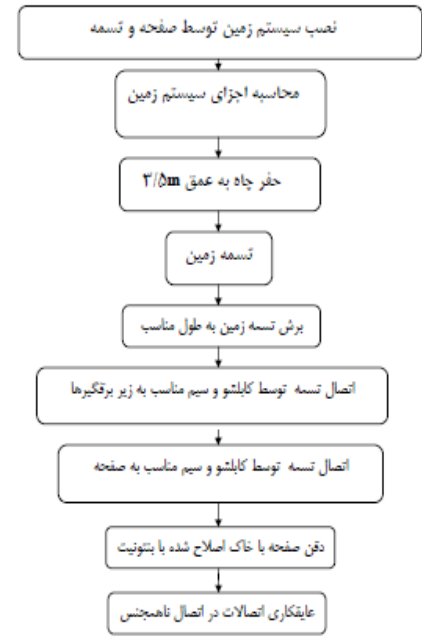 نصب سیستم زمین توسط صفحه و تسمه
محاسبه اجزای سیستم زمین
حفر چاه به عمق ۳/۵m
تسمه زمین
برش تسمه زمین به طول مناسب
اتصال تسمه توسط کابلشو و سیم مناسب به زیر برقگیرها
اتصال تسمه توسط کابلشو و سیم مناسب به صفحه
دفن صفحه با خاک اصلاح شده با بنتونیت
عایقکاری اتصالات در اتصال ناهمجنس